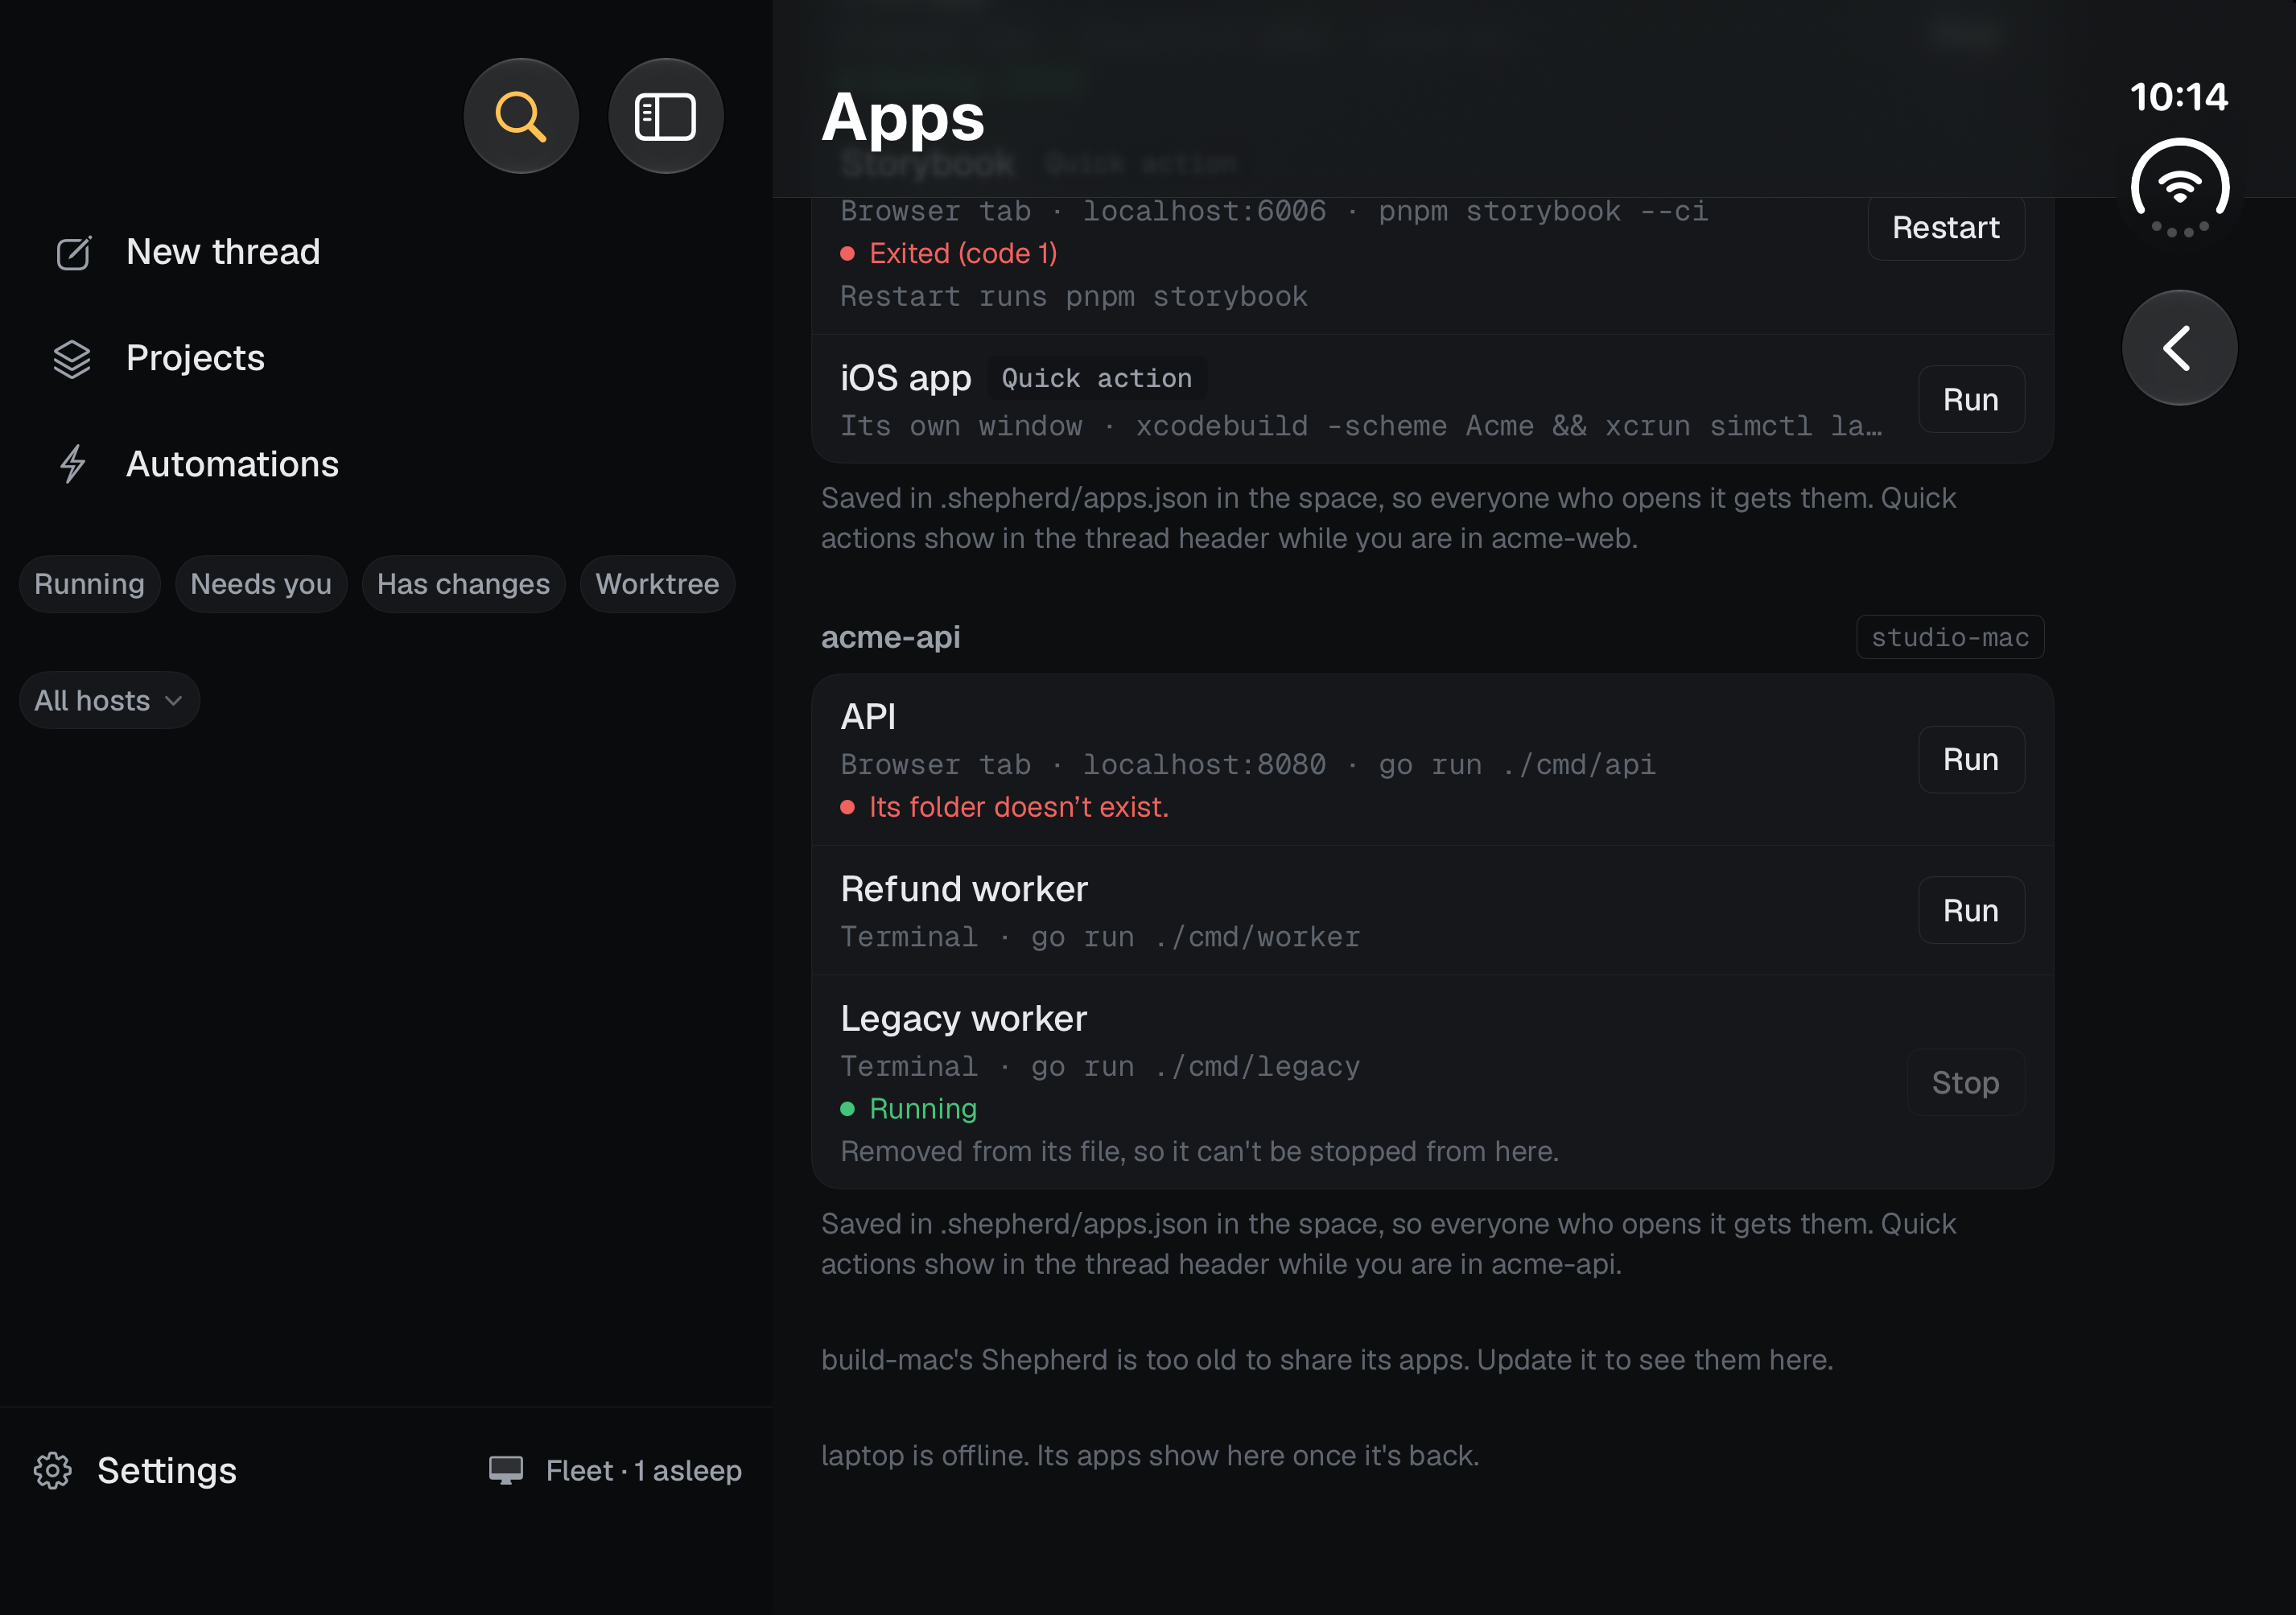 Apps
10:14
New thread
Projects
Automations
Running
Needs you
Has changes
Worktree
All hosts
Settings
Fleet · 1 asleep
Storybook Quick action
Browser tab · localhost:6006 · pnpm storybook --ci
Exited (code 1)
Restart runs pnpm storybook
Restart
iOS app Quick action
Its own window · xcodebuild -scheme Acme && xcrun simctl la…
Run
Saved in .shepherd/apps.json in the space, so everyone who opens it gets them. Quick
actions show in the thread header while you are in acme-web.
acme-api
studio-mac
API
Browser tab · localhost:8080 · go run ./cmd/api
Its folder doesn’t exist.
Run
Refund worker
Terminal · go run ./cmd/worker
Run
Legacy worker
Terminal · go run ./cmd/legacy
Running
Removed from its file, so it can't be stopped from here.
Stop
Saved in .shepherd/apps.json in the space, so everyone who opens it gets them. Quick
actions show in the thread header while you are in acme-api.
build-mac's Shepherd is too old to share its apps. Update it to see them here.
laptop is offline. Its apps show here once it's back.